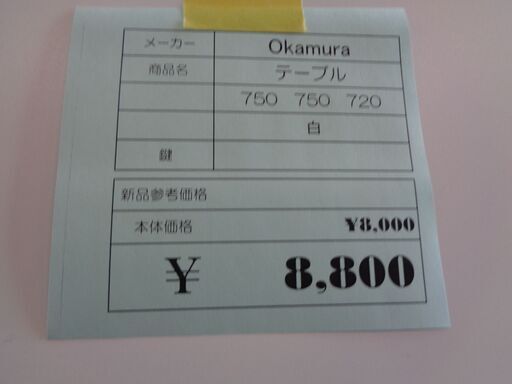 メーカー Okamura
商品名 テーブル
750 750 720
白
鍵
新品参考価格
本体価格 ¥8,000
¥ 8,800